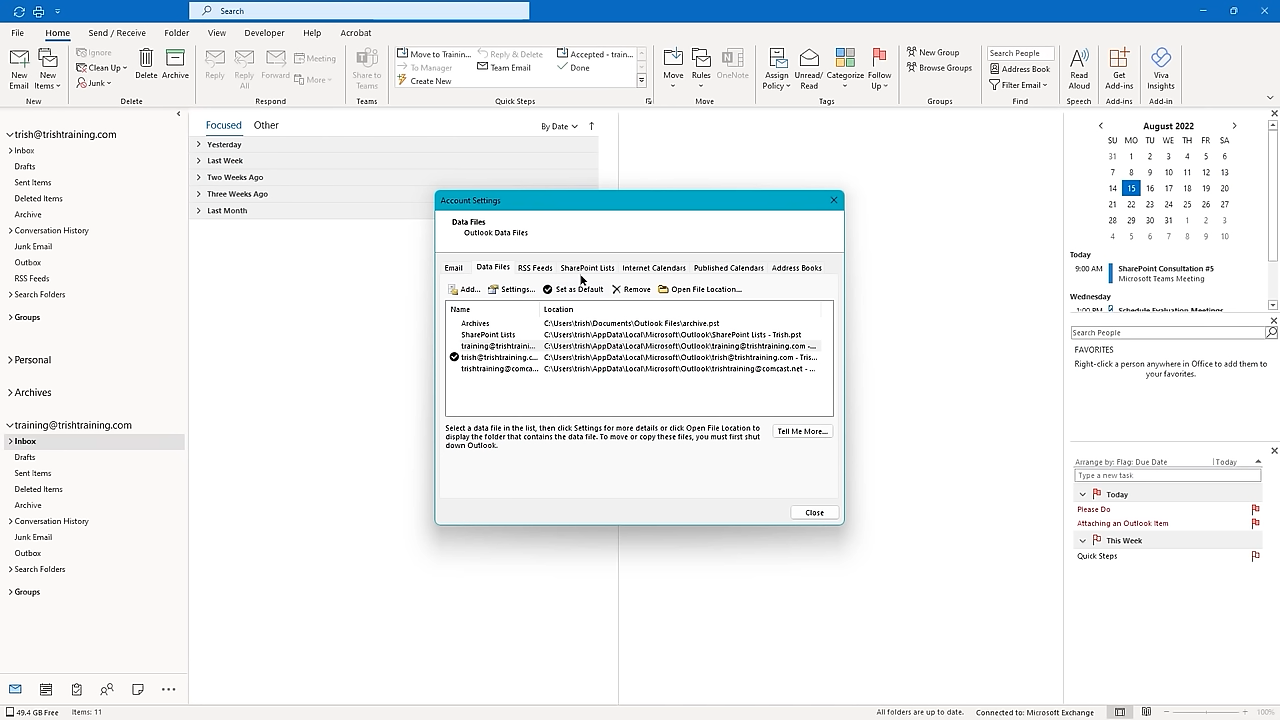 Search
File
Home
Send / Receive
Folder
View
Developer
Help
Acrobat
New
Email
New
Items
Ignore
Clean Up
Junk
Delete
Archive
Reply
Reply
All
Forward
Meeting
More
Share to
Teams
Move to Trainin...
To Manager
Create New
Reply & Delete
Team Email
Accepted - train...
Done
Move
Rules
OneNote
Assign
Policy
Unread/
Read
Categorize
Follow
Up
New Group
Browse Groups
Search People
Address Book
Filter Email
Read
Aloud
Get
Add-ins
Viva
Insights
New
Delete
Respond
Teams
Quick Steps
Move
Tags
Groups
Find
Speech
Add-ins
Add-in
trish@trishtraining.com
Inbox
Drafts
Sent Items
Deleted Items
Archive
Conversation History
Junk Email
Outbox
RSS Feeds
Search Folders
Groups
Personal
Archives
training@trishtraining.com
Inbox
Drafts
Sent Items
Deleted Items
Archive
Conversation History
Junk Email
Outbox
Search Folders
Groups
Focused
Other
By Date
Yesterday
Last Week
Two Weeks Ago
Three Weeks Ago
Last Month
Account Settings
Data Files
Outlook Data Files
Email
Data Files
RSS Feeds
SharePoint Lists
Internet Calendars
Published Calendars
Address Books
Add...
Settings...
Set as Default
Remove
Open File Location...
Name
Location
Archives
C:\Users\trish\Documents\Outlook Files\archive.pst
SharePoint Lists
C:\Users\trish\AppData\Local\Microsoft\Outlook\SharePoint Lists - Trish.pst
training@trishtraini...
C:\Users\trish\AppData\Local\Microsoft\Outlook\training@trishtraining.com -...
trish@trishtraining.c...
C:\Users\trish\AppData\Local\Microsoft\Outlook\trish@trishtraining.com - Tris...
trishtraining@comca...
C:\Users\trish\AppData\Local\Microsoft\Outlook\trishtraining@comcast.net - ...
Select a data file in the list, then click Settings for more details or click Open File Location to
display the folder that contains the data file. To move or copy these files, you must first shut
down Outlook.
Tell Me More...
Close
August 2022
SU MO TU WE TH FR SA
31 1 2 3 4 5 6
7 8 9 10 11 12 13
14 15 16 17 18 19 20
21 22 23 24 25 26 27
28 29 30 31 1 2 3
4 5 6 7 8 9 10
Today
9:00 AM
SharePoint Consultation #5
Microsoft Teams Meeting
Wednesday
1:00 PM
Schedule Evaluation Meetings
Search People
FAVORITES
Right-click a person anywhere in Office to add them to
your favorites.
Arrange by: Flag: Due Date
Today
Type a new task
Today
Please Do
Attaching an Outlook Item
This Week
Quick Steps
49.4 GB Free
Items: 11
All folders are up to date.
Connected to: Microsoft Exchange
100%